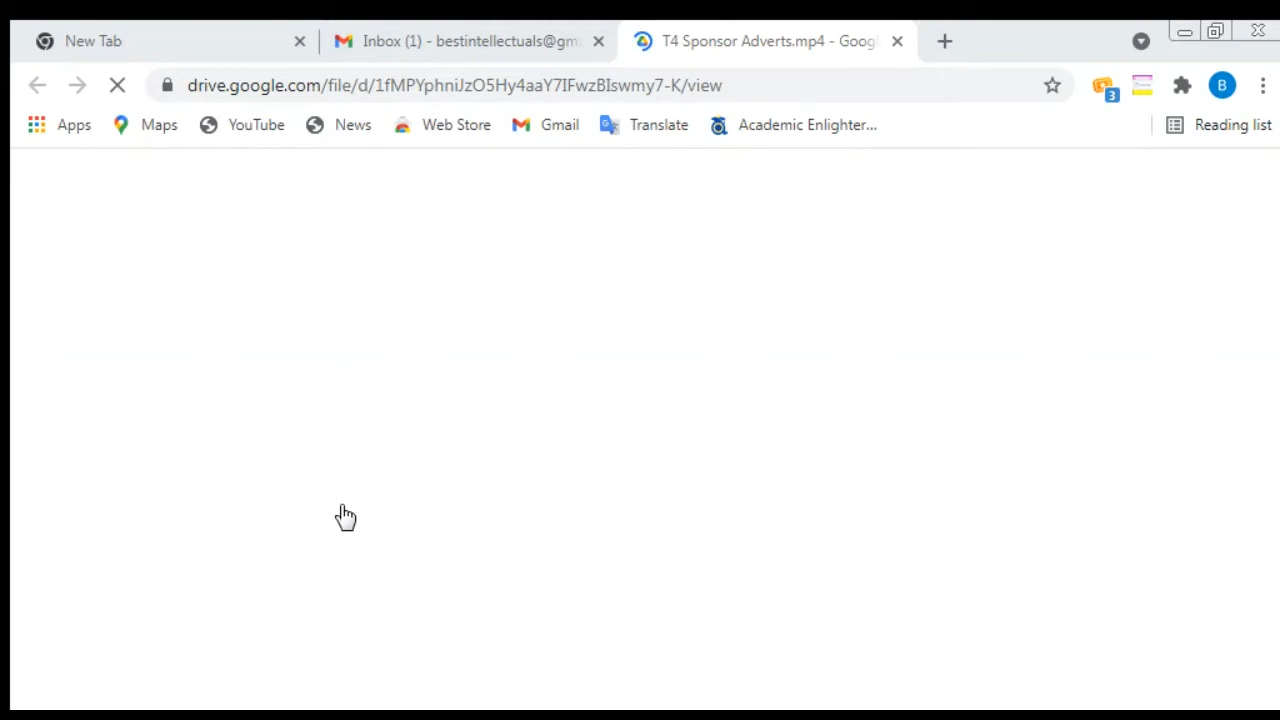 New Tab
Inbox (1) - bestintellectuals@gm
T4 Sponsor Adverts.mp4 - Goog
drive.google.com/file/d/1fMPYphniJzO5Hy4aaY7IFwzBIswmy7-K/view
3
B
Apps
Maps
YouTube
News
Web Store
Gmail
Translate
Academic Enlighter...
Reading list